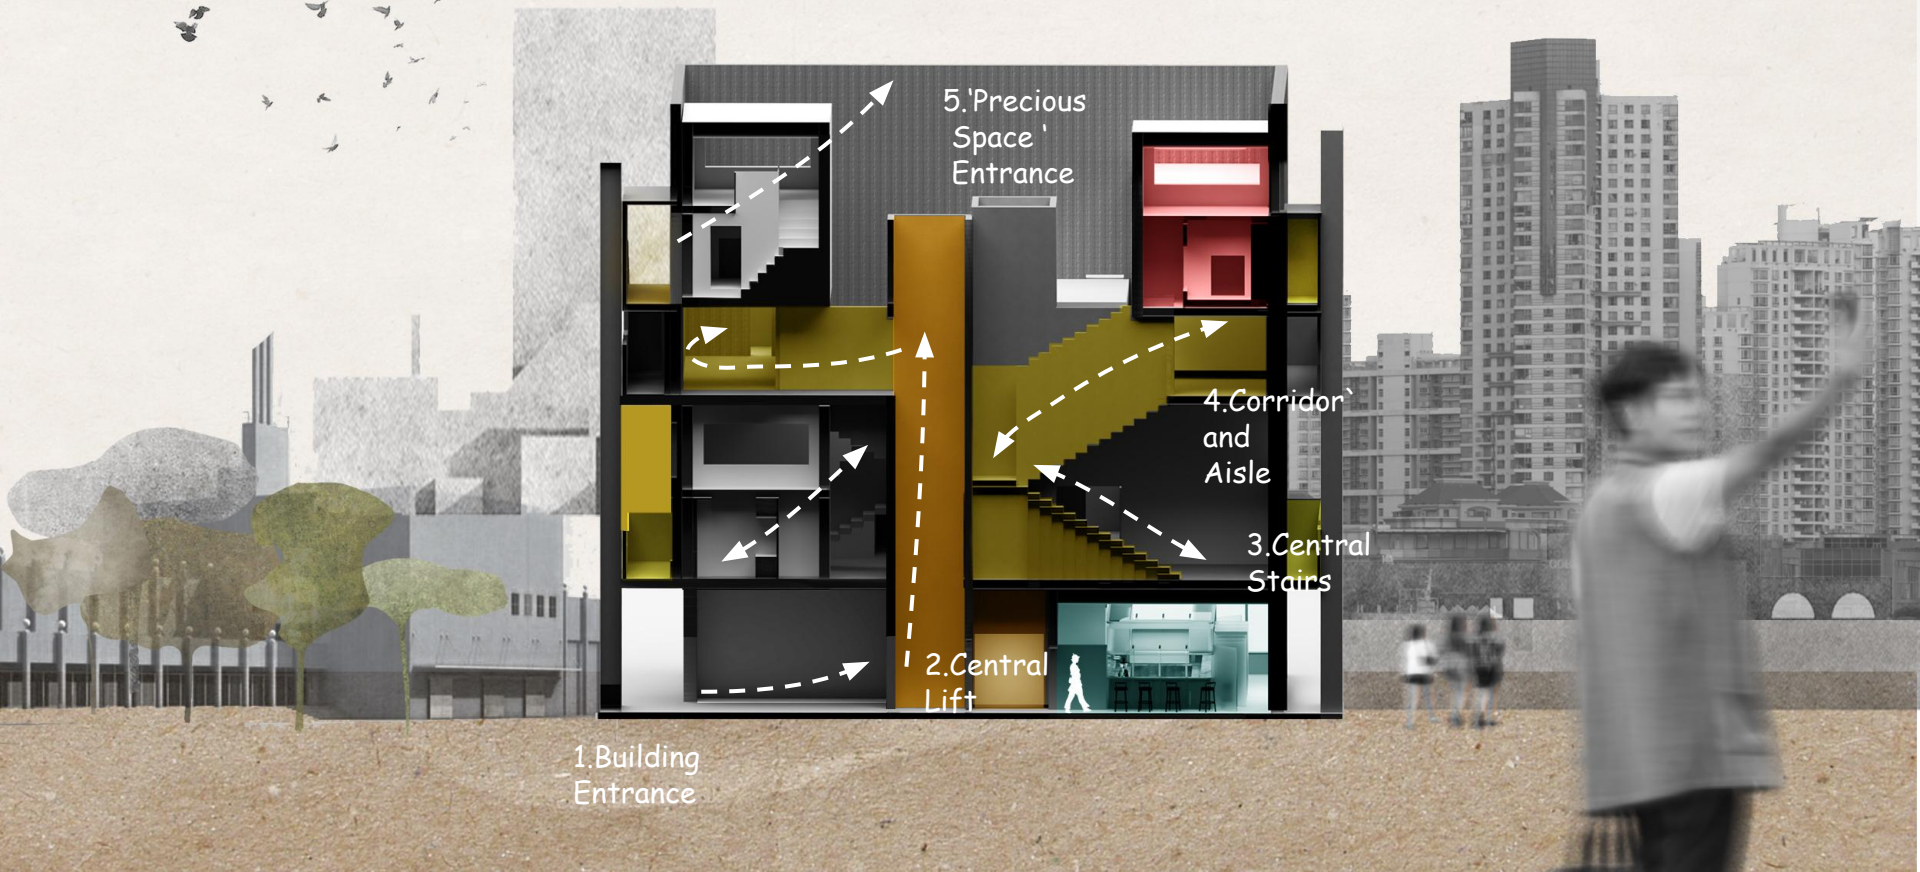 5.'Precious
Space '
Entrance
4.Corridor`
and
Aisle
3.Central
Stairs
2.Central
Lift
1.Building
Entrance